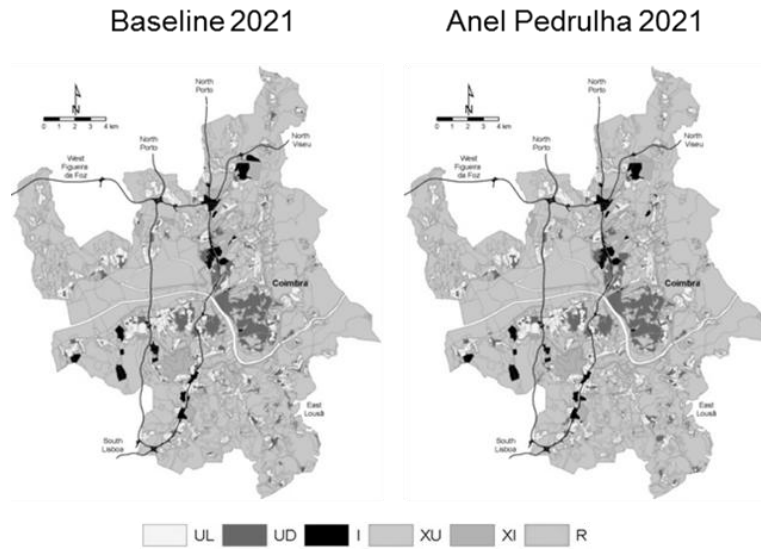 Baseline 2021
Anel Pedrulha 2021
North
Porto
N
0 1 2 3 4 km
North
Porto
North
Viseu
West
Figueira
da Foz
Coimbra
East
Lousã
South
Lisboa
North
Porto
N
0 1 2 3 4 km
North
Porto
North
Viseu
West
Figueira
da Foz
Coimbra
East
Lousã
South
Lisboa
UL UD I XU XI R